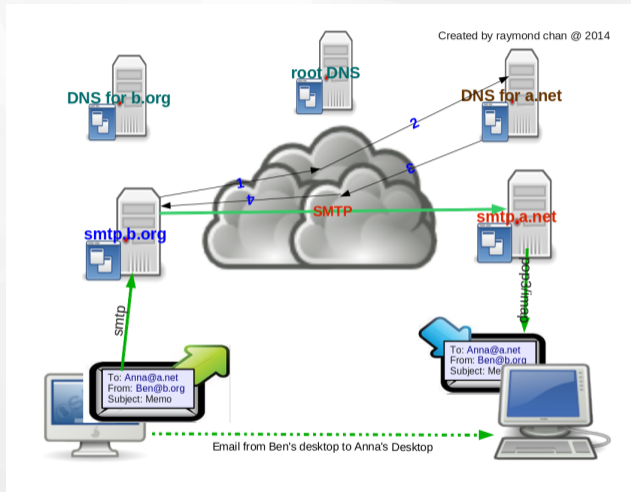 Created by raymond chan @ 2014
root DNS
DNS for b.org
DNS for a.net
2
3
1
4
SMTP
smtp.b.org
smtp.a.net
smtp
pop3/imap
To: Anna@a.net
From: Ben@b.org
Subject: Memo
To: Anna@a.net
From: Ben@b.org
Subject: Me
Email from Ben's desktop to Anna's Desktop